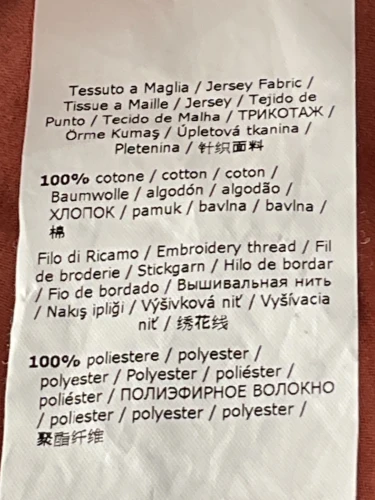 Tessuto a Maglia / Jersey Fabric /
Tissue a Maille / Jersey / Tejido de
Punto / Tecido de Malha / ТРИКОТАЖ /
Örme Kumaş / Úpletová tkanina /
Pletenina / 针织面料
100% cotone / cotton / coton /
Baumwolle / algodón / algodão /
ХЛОПОК / pamuk / bavlna / bavlna /
棉
Filo di Ricamo / Embroidery thread / Fil
de broderie / Stickgarn / Hilo de bordar
/ Fio de bordado / Вышивальная нить
/ Nakış ipliği / Výšivková niť / Vyšívacia
niť / 绣花线
100% poliestere / polyester /
polyester / Polyester / poliéster /
poliéster / ПОЛИЭФИРНОЕ ВОЛОКНО
/ poliester / polyester / polyester /
聚酯纤维